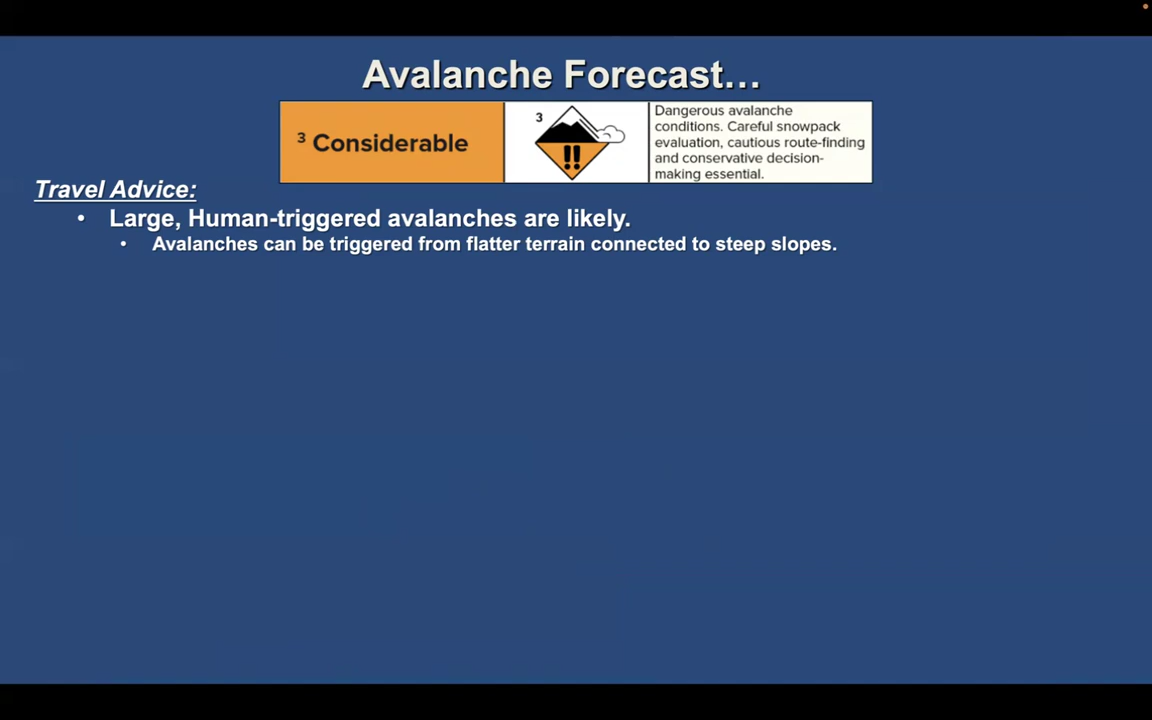 Avalanche Forecast…
3 Considerable
3
!!
Dangerous avalanche
conditions. Careful snowpack
evaluation, cautious route-finding
and conservative decision-
making essential.
Travel Advice:
• Large, Human-triggered avalanches are likely.
• Avalanches can be triggered from flatter terrain connected to steep slopes.